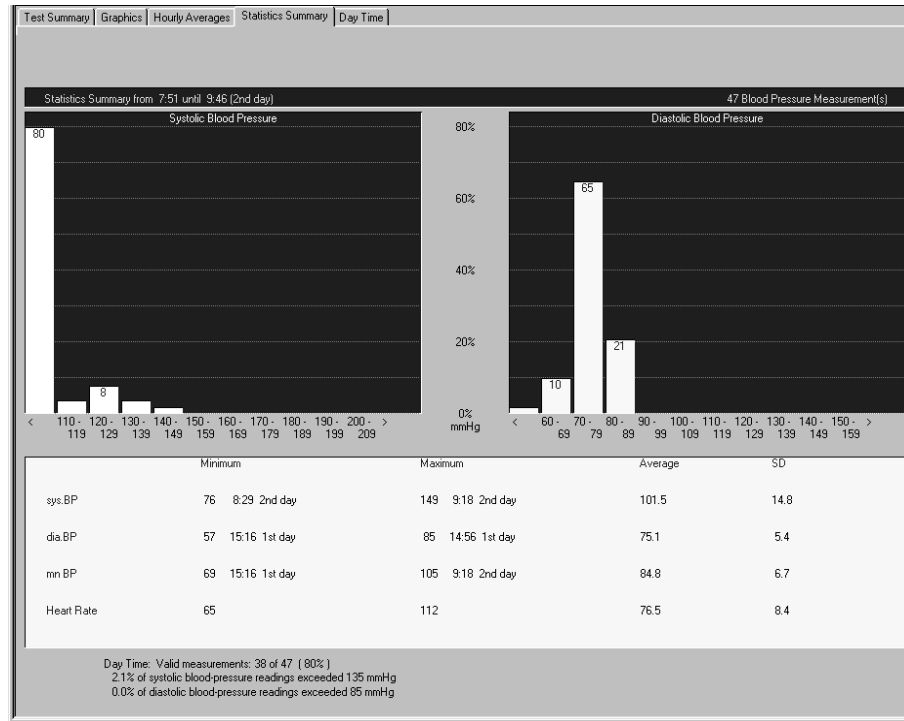 Test Summary Graphics Hourly Averages Statistics Summary Day Time
Statistics Summary from 7:51 until 9:46 (2nd day) 47 Blood Pressure Measurement(s)
Systolic Blood Pressure
80
8
80%
60%
40%
20%
0%
mmHg
< 110 - 120 - 130 - 140 - 150 - 160 - 170 - 180 - 190 - 200 - >
119 129 139 149 159 169 179 189 199 209
Diastolic Blood Pressure
65
10
21
< 60 - 70 - 80 - 90 - 100 - 110 - 120 - 130 - 140 - 150 - >
69 79 89 99 109 119 129 139 149 159
Minimum Maximum Average SD
sys.BP 76 8:29 2nd day 149 9:18 2nd day 101.5 14.8
dia.BP 57 15:16 1st day 85 14:56 1st day 75.1 5.4
mn BP 69 15:16 1st day 105 9:18 2nd day 84.8 6.7
Heart Rate 65 112 76.5 8.4
Day Time: Valid measurements: 38 of 47 ( 80% )
2.1% of systolic blood-pressure readings exceeded 135 mmHg
0.0% of diastolic blood-pressure readings exceeded 85 mmHg